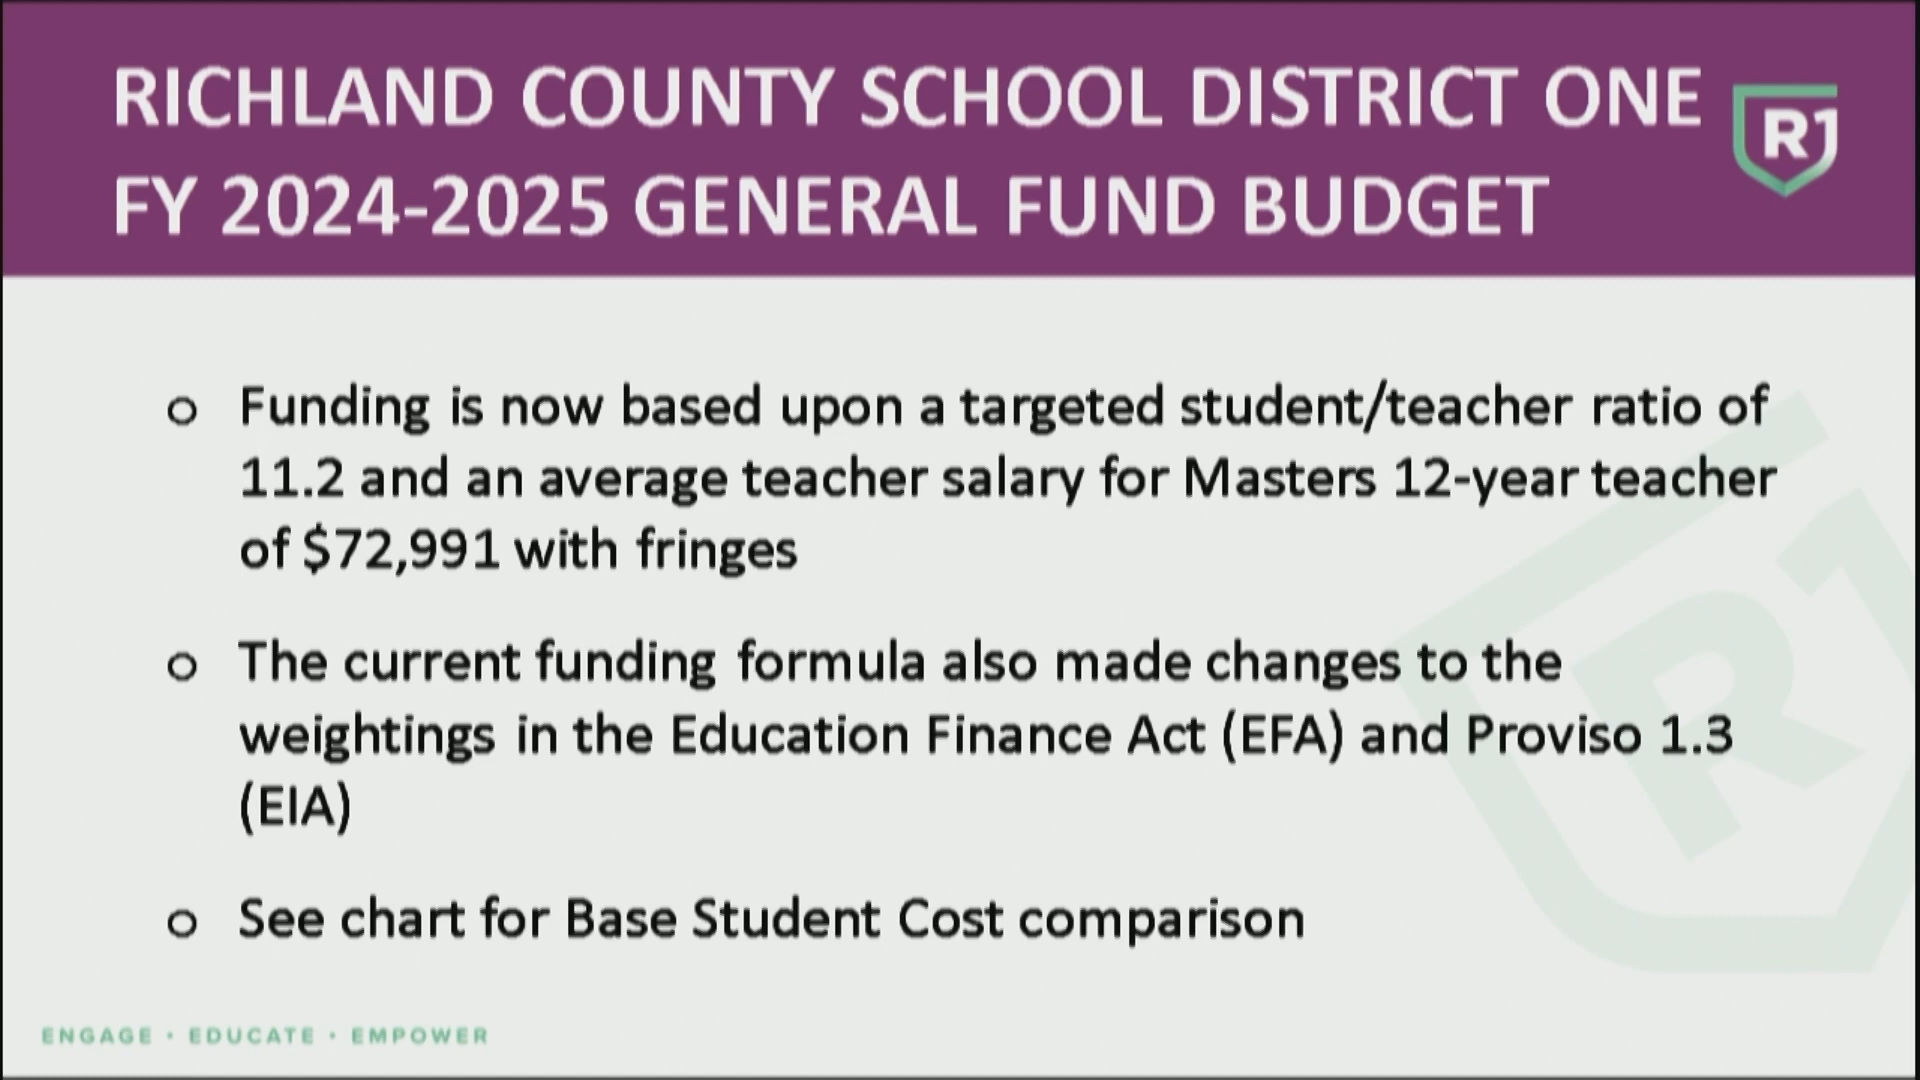 RICHLAND COUNTY SCHOOL DISTRICT ONE
R1
FY 2024-2025 GENERAL FUND BUDGET
o Funding is now based upon a targeted student/teacher ratio of
11.2 and an average teacher salary for Masters 12-year teacher
of $72,991 with fringes
o The current funding formula also made changes to the
weightings in the Education Finance Act (EFA) and Proviso 1.3
(EIA)
o See chart for Base Student Cost comparison
R1
ENGAGE • EDUCATE • EMPOWER